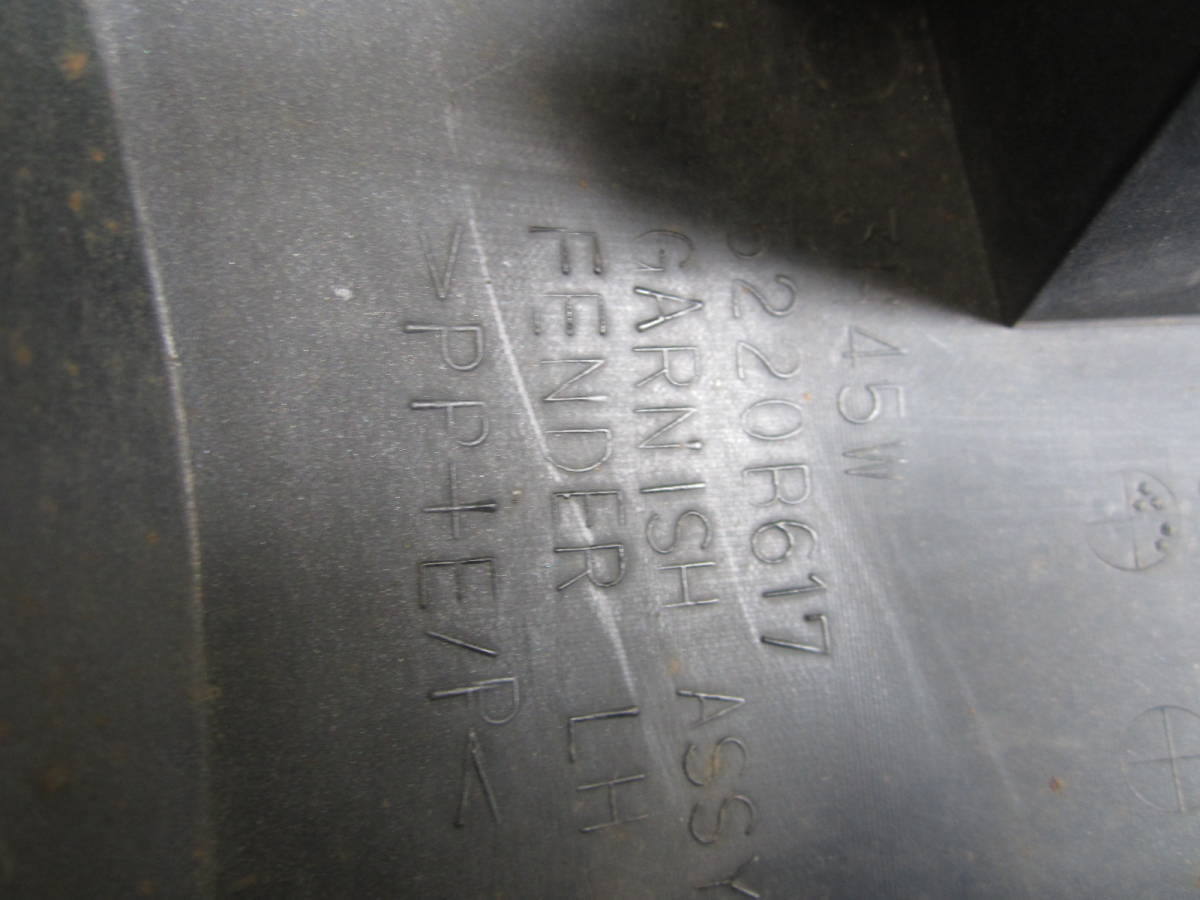 45W
5220R617
GARNISH ASSY
FENDER LH
>PP+E/P<